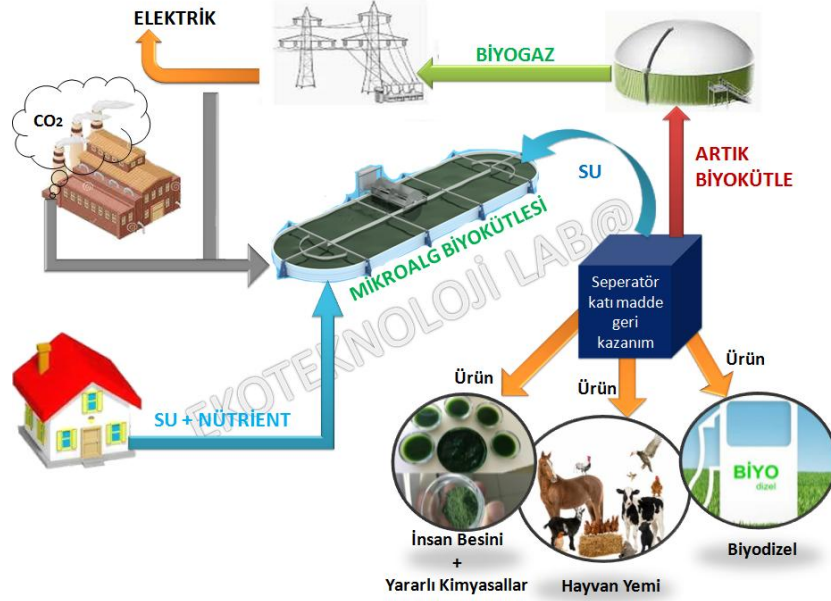 ELEKTRİK
BİYOGAZ
CO₂
SU
ARTIK
BİYOKÜTLE
MİKROALG BİYOKÜTLESİ
EKOTEKNOLOJİ LAB@
Seperatör
katı madde
geri
kazanım
SU + NÜTRİENT
Ürün
Ürün
Ürün
BİYO
dizel
İnsan Besini
+
Yararlı Kimyasallar
Hayvan Yemi
Biyodizel